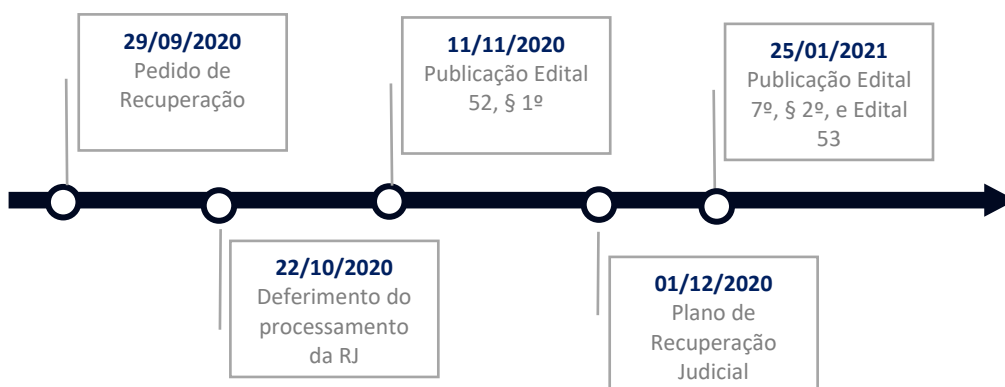 29/09/2020
Pedido de
Recuperação
11/11/2020
Publicação Edital
52, § 1º
25/01/2021
Publicação Edital
7º, § 2º, e Edital
53
22/10/2020
Deferimento do
processamento
da RJ
01/12/2020
Plano de
Recuperação
Judicial